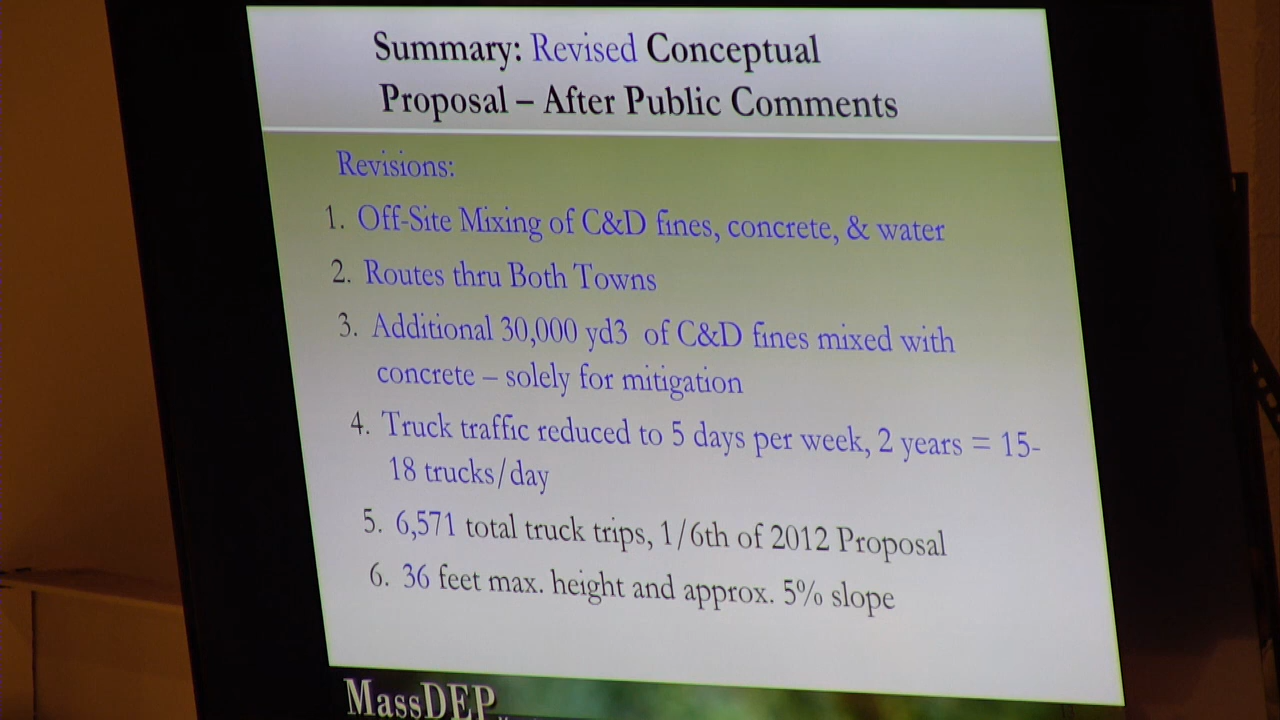 Summary: Revised Conceptual
Proposal – After Public Comments
Revisions:
1. Off-Site Mixing of C&D fines, concrete, & water
2. Routes thru Both Towns
3. Additional 30,000 yd3 of C&D fines mixed with
concrete – solely for mitigation
4. Truck traffic reduced to 5 days per week, 2 years = 15-
18 trucks/day
5. 6,571 total truck trips, 1/6th of 2012 Proposal
6. 36 feet max. height and approx. 5% slope
MassDEP